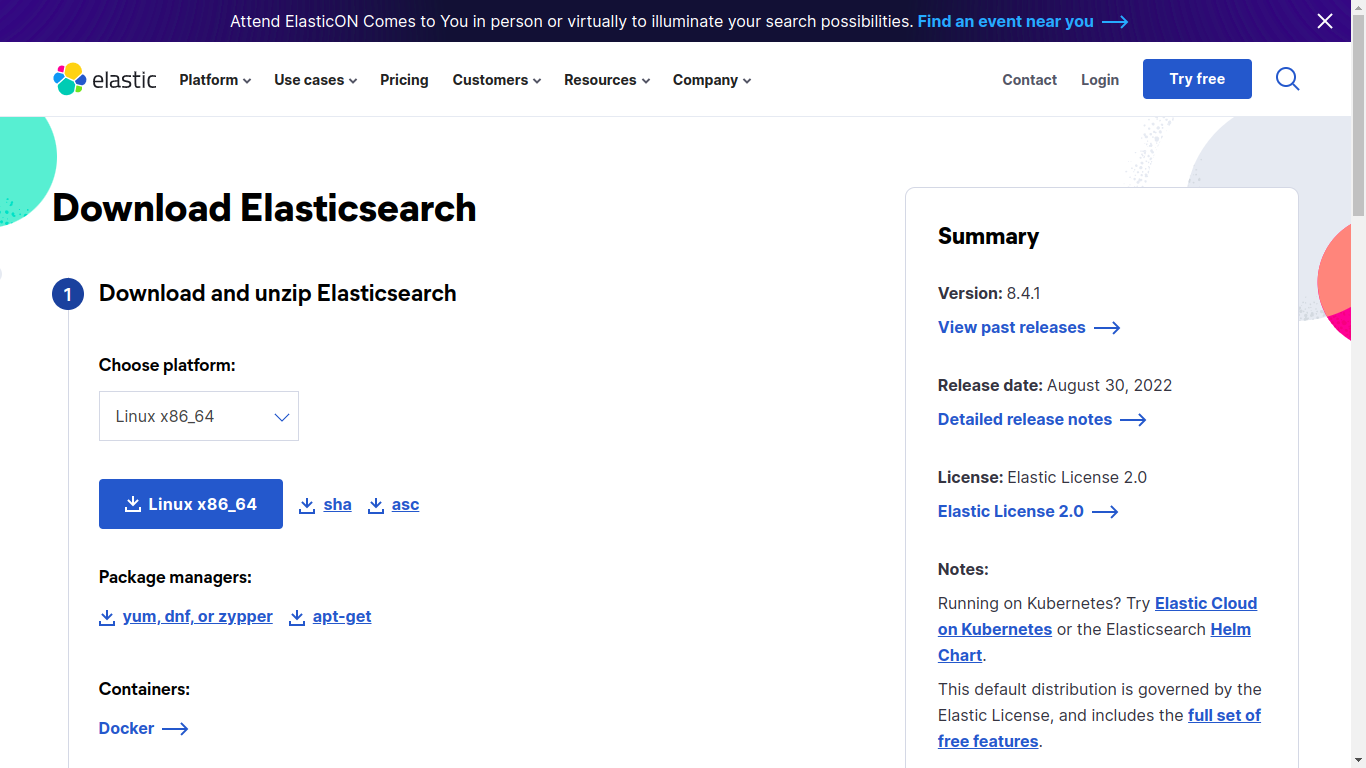 Attend ElasticON Comes to You in person or virtually to illuminate your search possibilities. Find an event near you
elastic Platform Use cases Pricing Customers Resources Company Contact Login Try free
Download Elasticsearch
1 Download and unzip Elasticsearch
Choose platform:
Linux x86_64
Linux x86_64 sha asc
Package managers:
yum, dnf, or zypper apt-get
Containers:
Docker
Summary
Version: 8.4.1
View past releases
Release date: August 30, 2022
Detailed release notes
License: Elastic License 2.0
Elastic License 2.0
Notes:
Running on Kubernetes? Try Elastic Cloud
on Kubernetes or the Elasticsearch Helm
Chart.
This default distribution is governed by the
Elastic License, and includes the full set of
free features.